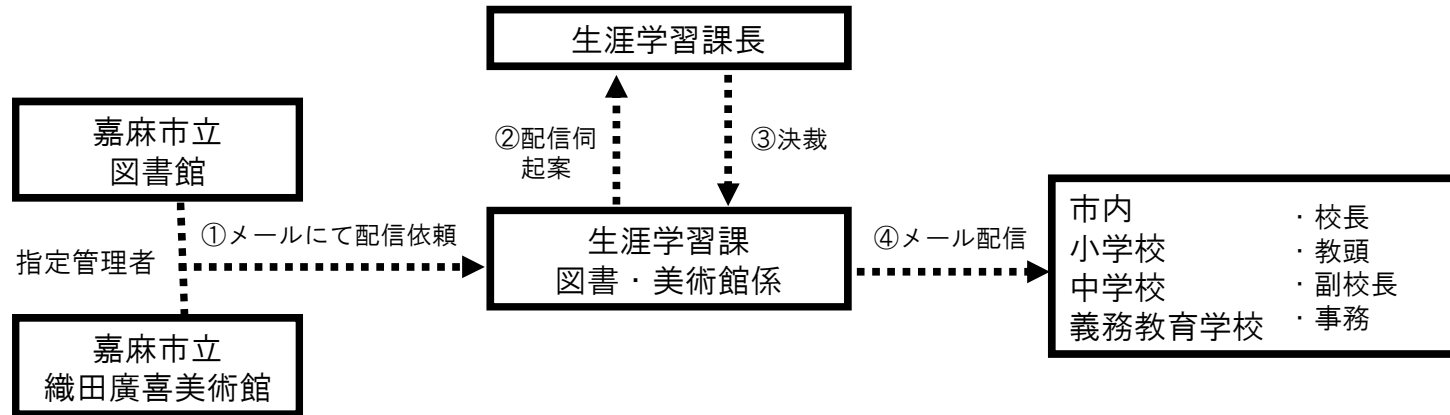 生涯学習課長
嘉麻市立
図書館
②配信伺
起案
③決裁
指定管理者
①メールにて配信依頼
生涯学習課
図書・美術館係
④メール配信
市内
小学校
中学校
義務教育学校
・校長
・教頭
・副校長
・事務
嘉麻市立
織田廣喜美術館